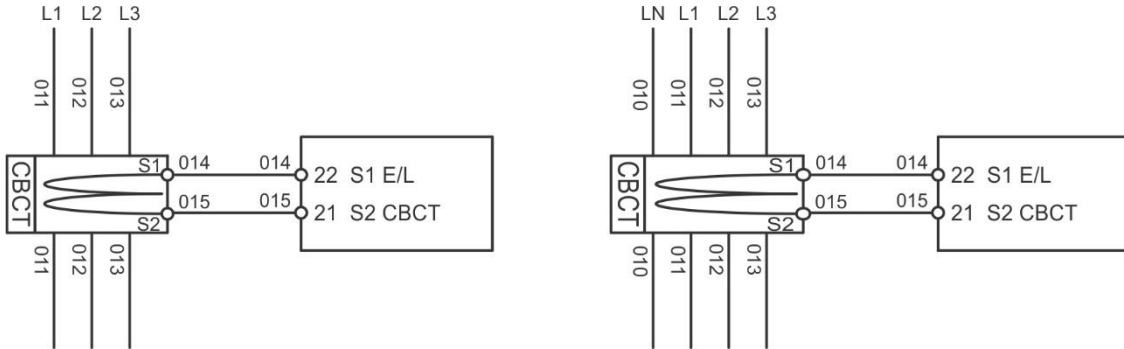 L1 L2 L3
011 012 013
CBCT
S1 014 014 22 S1 E/L
S2 015 015 21 S2 CBCT
011 012 013
LN L1 L2 L3
010 011 012 013
CBCT
S1 014 014 22 S1 E/L
S2 015 015 21 S2 CBCT
010 011 012 013